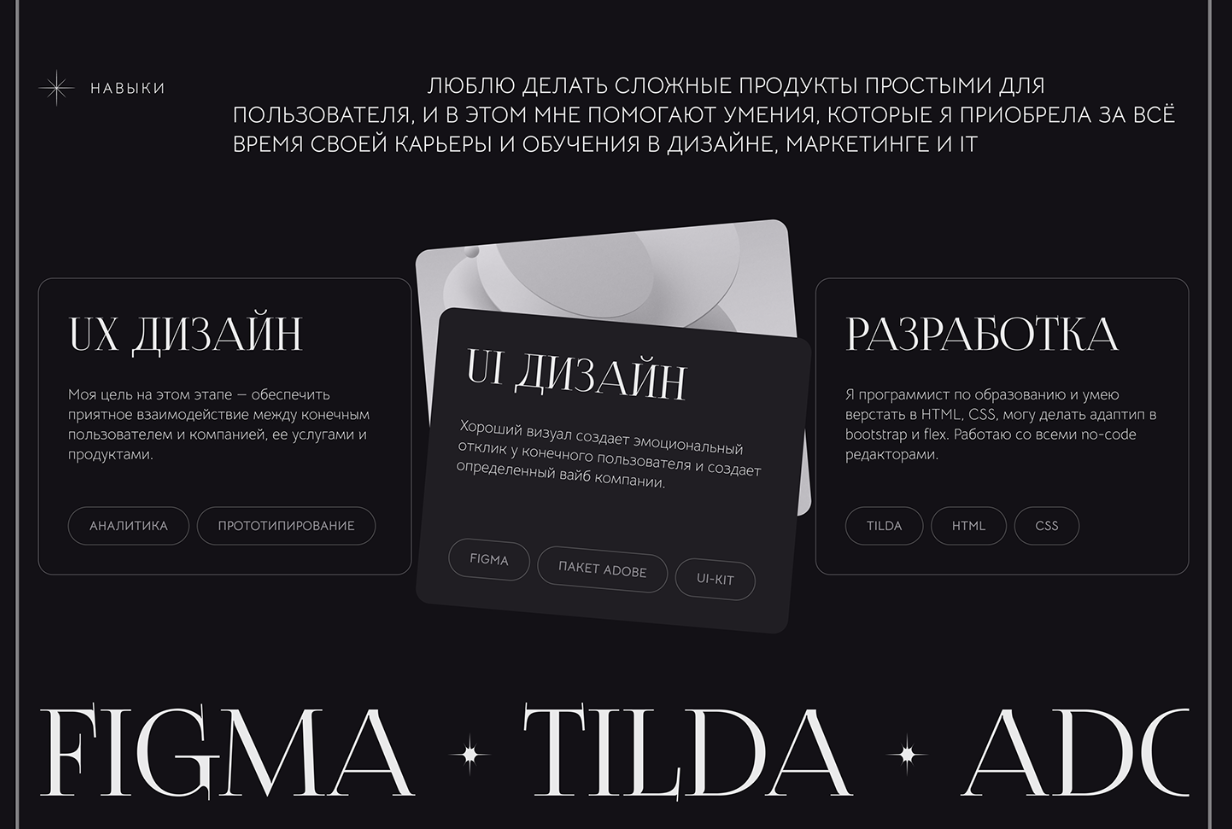 НАВЫКИ
ЛЮБЛЮ ДЕЛАТЬ СЛОЖНЫЕ ПРОДУКТЫ ПРОСТЫМИ ДЛЯ
ПОЛЬЗОВАТЕЛЯ, И В ЭТОМ МНЕ ПОМОГАЮТ УМЕНИЯ, КОТОРЫЕ Я ПРИОБРЕЛА ЗА ВСЁ
ВРЕМЯ СВОЕЙ КАРЬЕРЫ И ОБУЧЕНИЯ В ДИЗАЙНЕ, МАРКЕТИНГЕ И IT
UX ДИЗАЙН
Моя цель на этом этапе — обеспечить
приятное взаимодействие между конечным
пользователем и компанией, ее услугами и
продуктами.
АНАЛИТИКА
ПРОТОТИПИРОВАНИЕ
UI ДИЗАЙН
Хороший визуал создает эмоциональный
отклик у конечного пользователя и создает
определенный вайб компании.
FIGMA
ПАКЕТ ADOBE
UI-KIT
РАЗРАБОТКА
Я программист по образованию и умею
верстать в HTML, CSS, могу делать адаптип в
bootstrap и flex. Работаю со всеми no-code
редакторами.
TILDA
HTML
CSS
FIGMA TILDA ADO